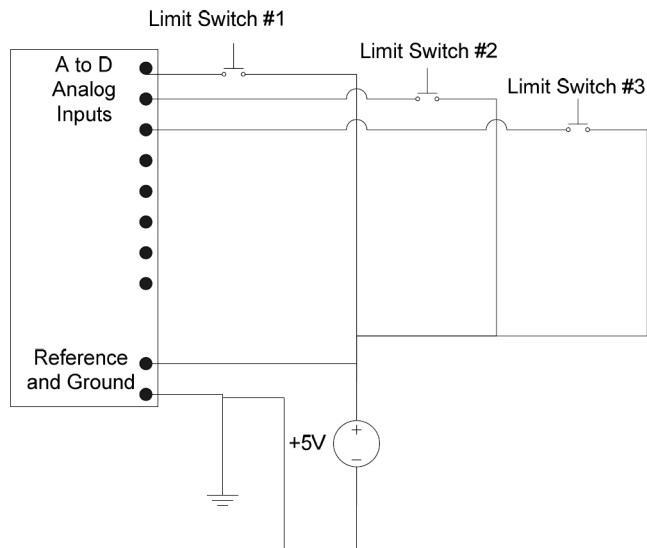 Limit Switch #1
Limit Switch #2
Limit Switch #3
A to D
Analog
Inputs
Reference
and Ground
+5V
+
–